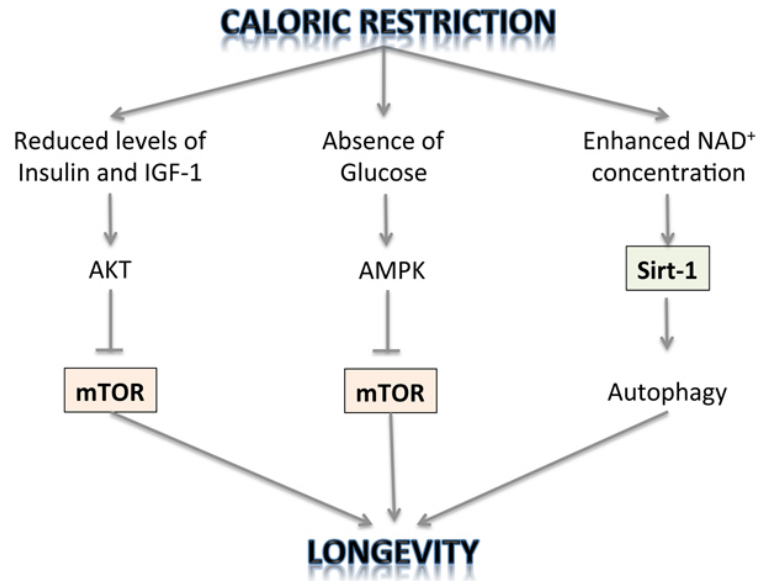 CALORIC RESTRICTION
Reduced levels of
Insulin and IGF-1
Absence of
Glucose
Enhanced NAD⁺
concentration
AKT
AMPK
Sirt-1
mTOR
mTOR
Autophagy
LONGEVITY